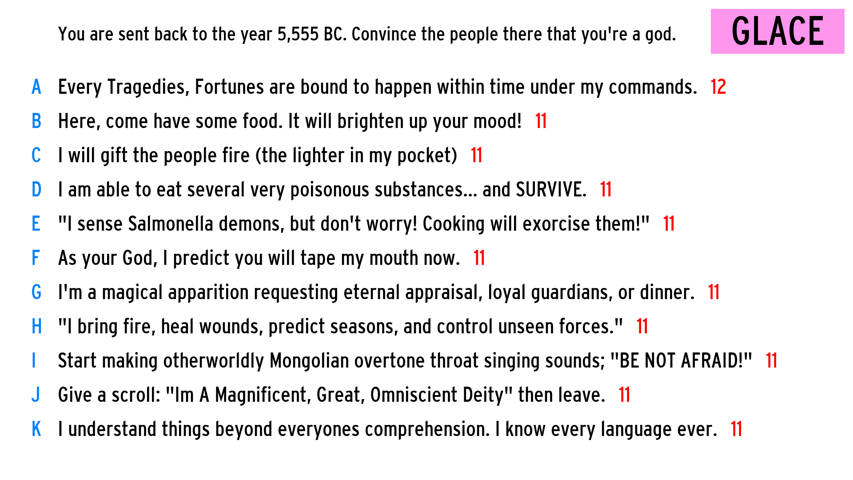 You are sent back to the year 5,555 BC. Convince the people there that you're a god.
GLACE
A Every Tragedies, Fortunes are bound to happen within time under my commands. 12
B Here, come have some food. It will brighten up your mood! 11
C I will gift the people fire (the lighter in my pocket) 11
D I am able to eat several very poisonous substances... and SURVIVE. 11
E "I sense Salmonella demons, but don't worry! Cooking will exorcise them!" 11
F As your God, I predict you will tape my mouth now. 11
G I'm a magical apparition requesting eternal appraisal, loyal guardians, or dinner. 11
H "I bring fire, heal wounds, predict seasons, and control unseen forces." 11
I Start making otherworldly Mongolian overtone throat singing sounds; "BE NOT AFRAID!" 11
J Give a scroll: "Im A Magnificent, Great, Omniscient Deity" then leave. 11
K I understand things beyond everyones comprehension. I know every language ever. 11